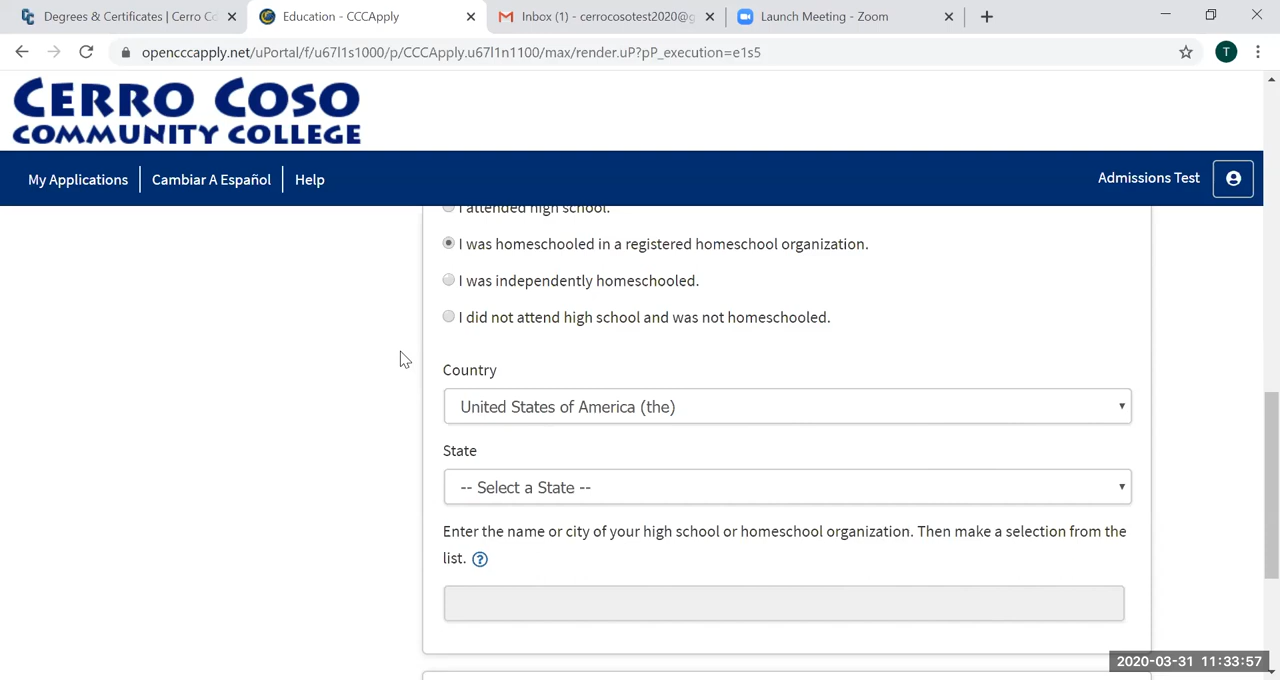 Degrees & Certificates | Cerro Co
Education - CCCApply
Inbox (1) - cerrocosotest2020@g
Launch Meeting - Zoom
opencccapply.net/uPortal/f/u67l1s1000/p/CCCApply.u67l1n1100/max/render.uP?pP_execution=e1s5
T
CERRO COSO
COMMUNITY COLLEGE
My Applications
Cambiar A Español
Help
Admissions Test
I attended high school.
I was homeschooled in a registered homeschool organization.
I was independently homeschooled.
I did not attend high school and was not homeschooled.
Country
United States of America (the)
State
-- Select a State --
Enter the name or city of your high school or homeschool organization. Then make a selection from the
list. ?
2020-03-31 11:33:57